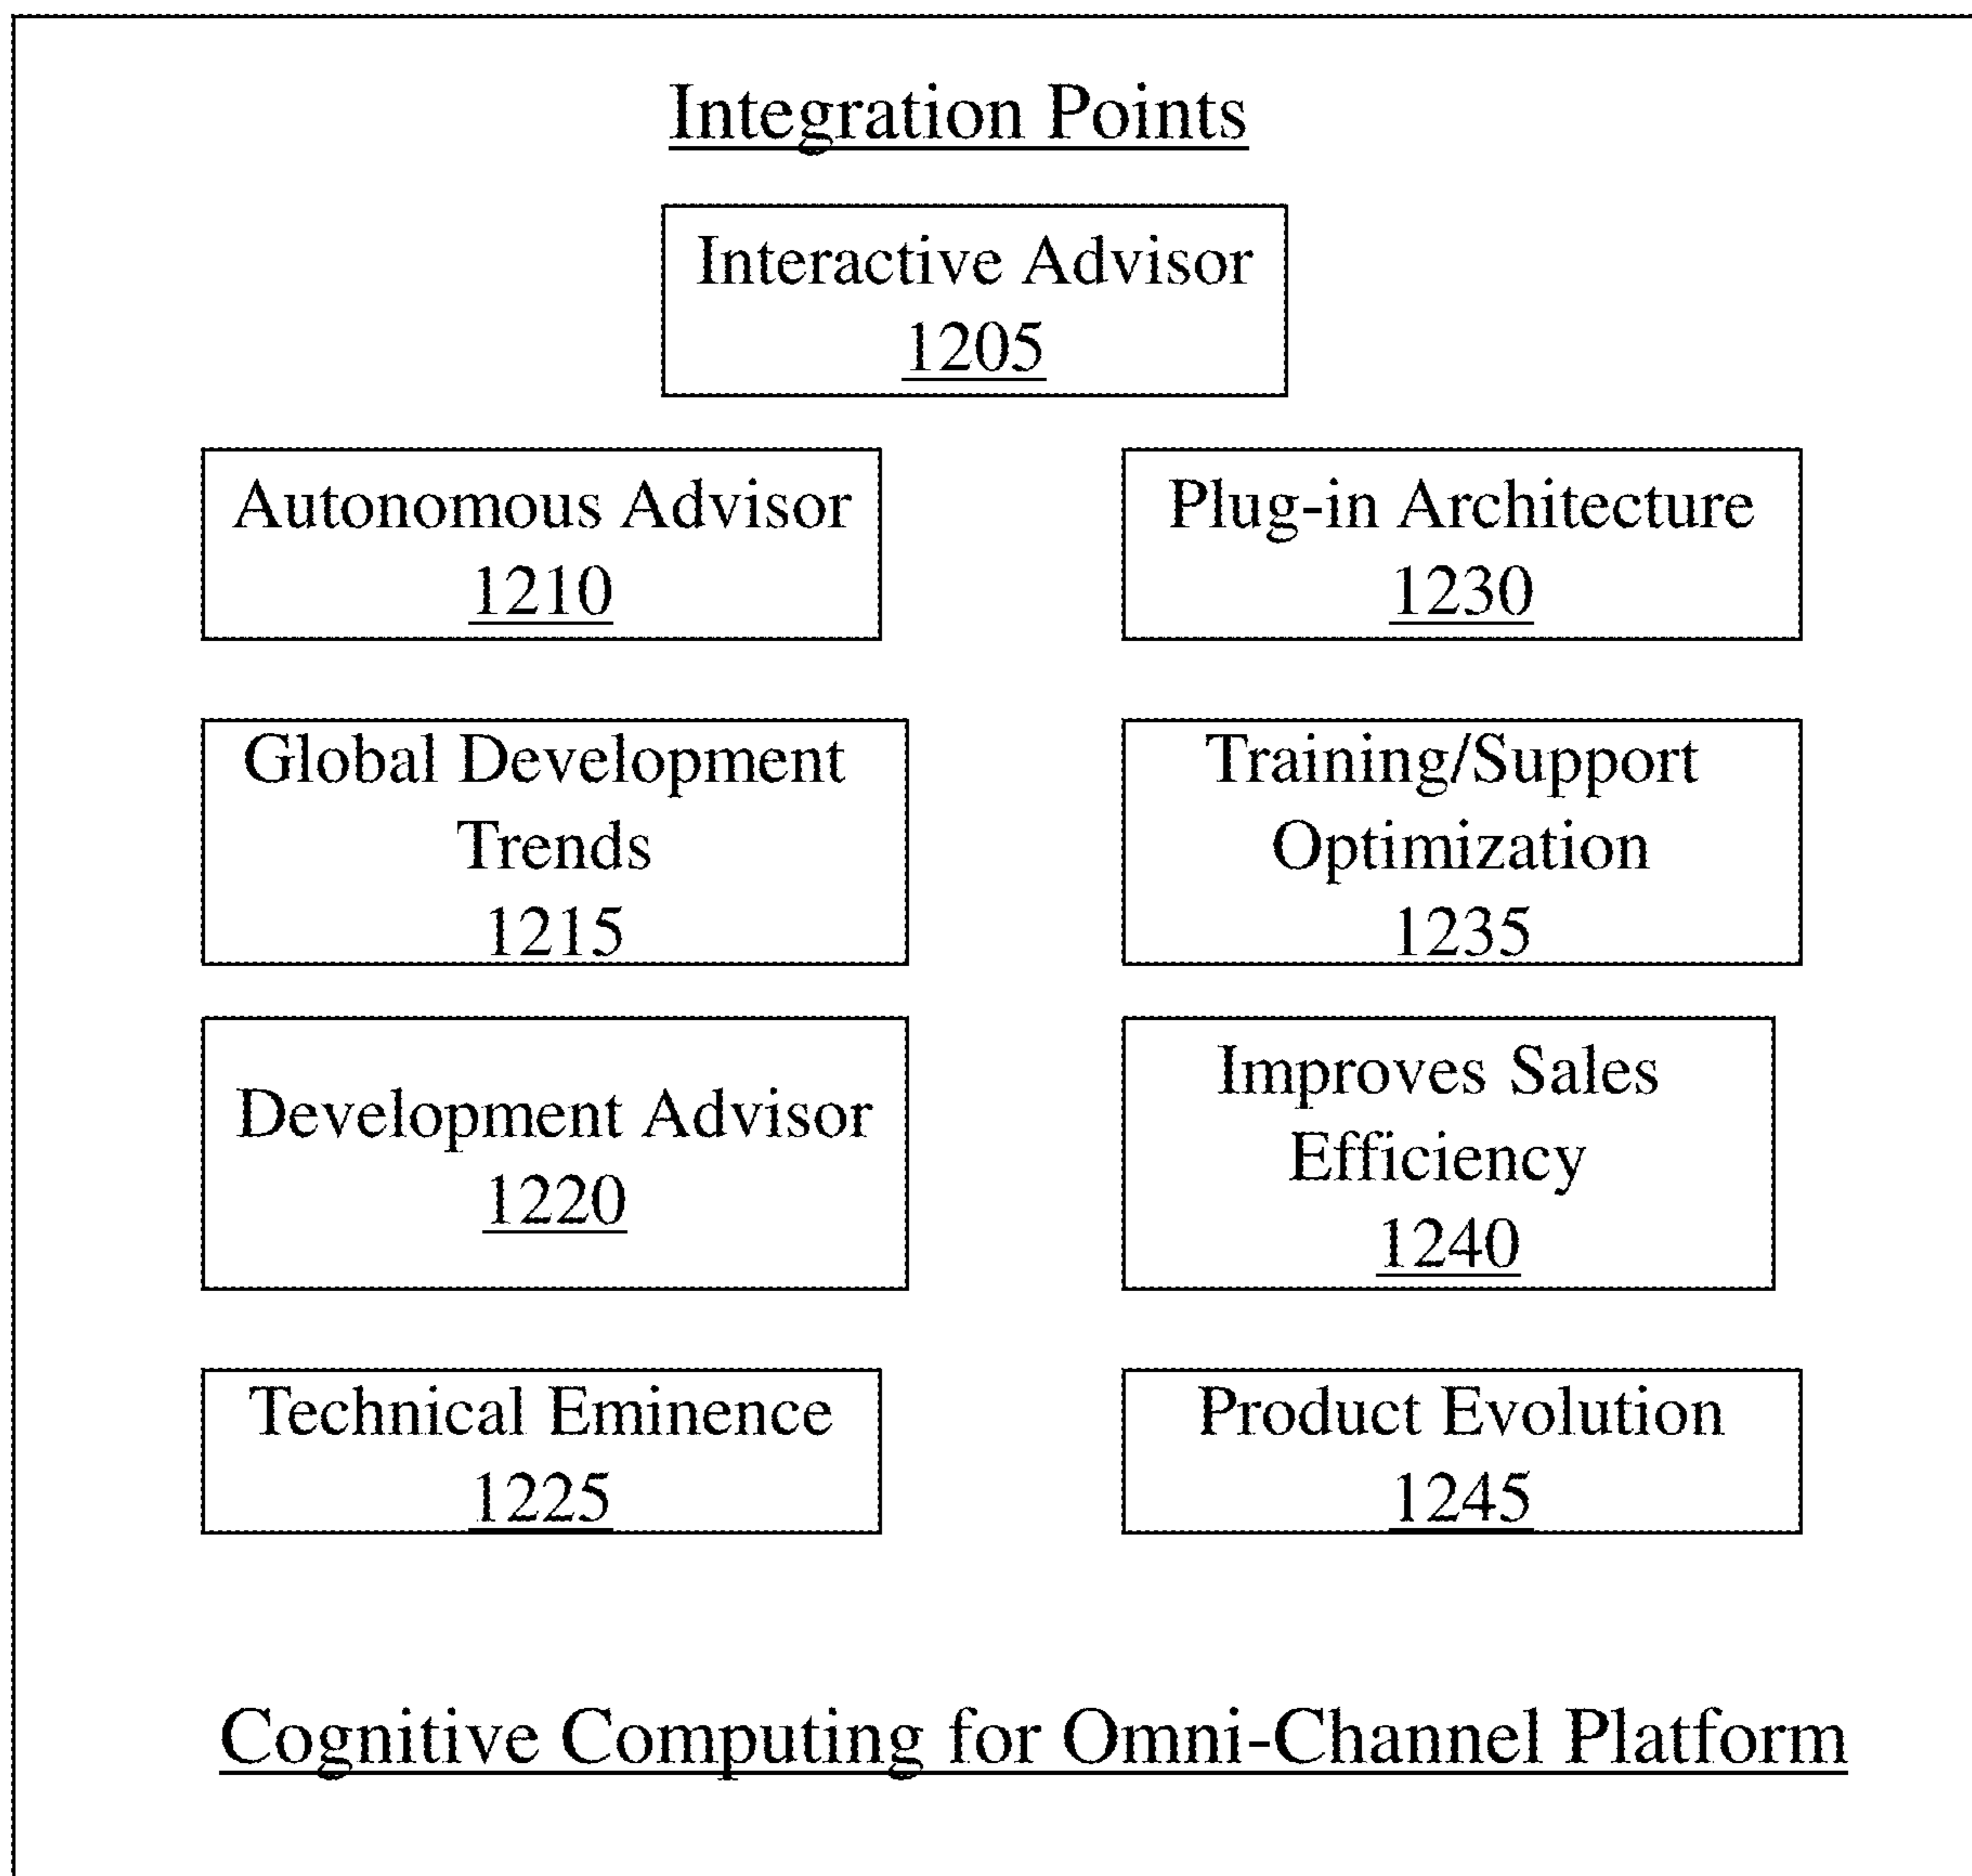 Integration Points
Interactive Advisor
1205
Autonomous Advisor
1210
Plug-in Architecture
1230
Global Development
Trends
1215
Training/Support
Optimization
1235
Development Advisor
1220
Improves Sales
Efficiency
1240
Technical Eminence
1225
Product Evolution
1245
Cognitive Computing for Omni-Channel Platform